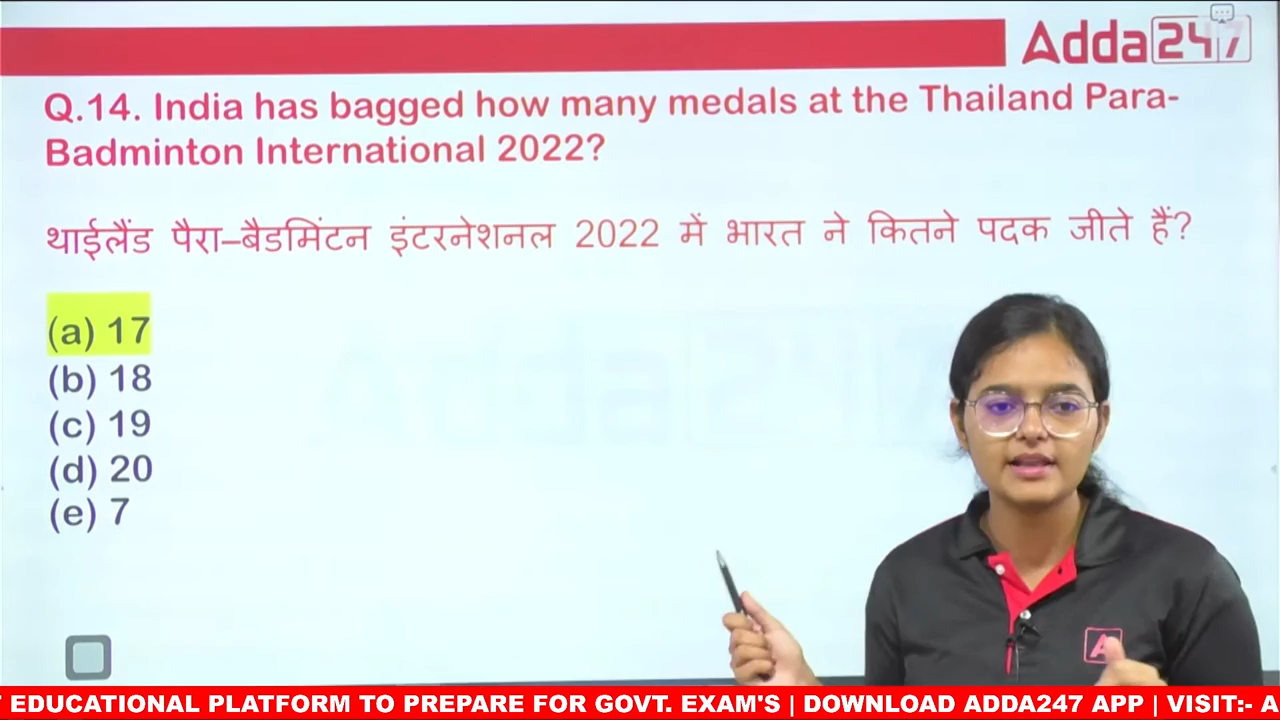 Adda247
Q.14. India has bagged how many medals at the Thailand Para-
Badminton International 2022?
थाईलैंड पैरा–बैडमिंटन इंटरनेशनल 2022 में भारत ने कितने पदक जीते हैं?
(a) 17
(b) 18
(c) 19
(d) 20
(e) 7
A
EDUCATIONAL PLATFORM TO PREPARE FOR GOVT. EXAM'S | DOWNLOAD ADDA247 APP | VISIT:- A